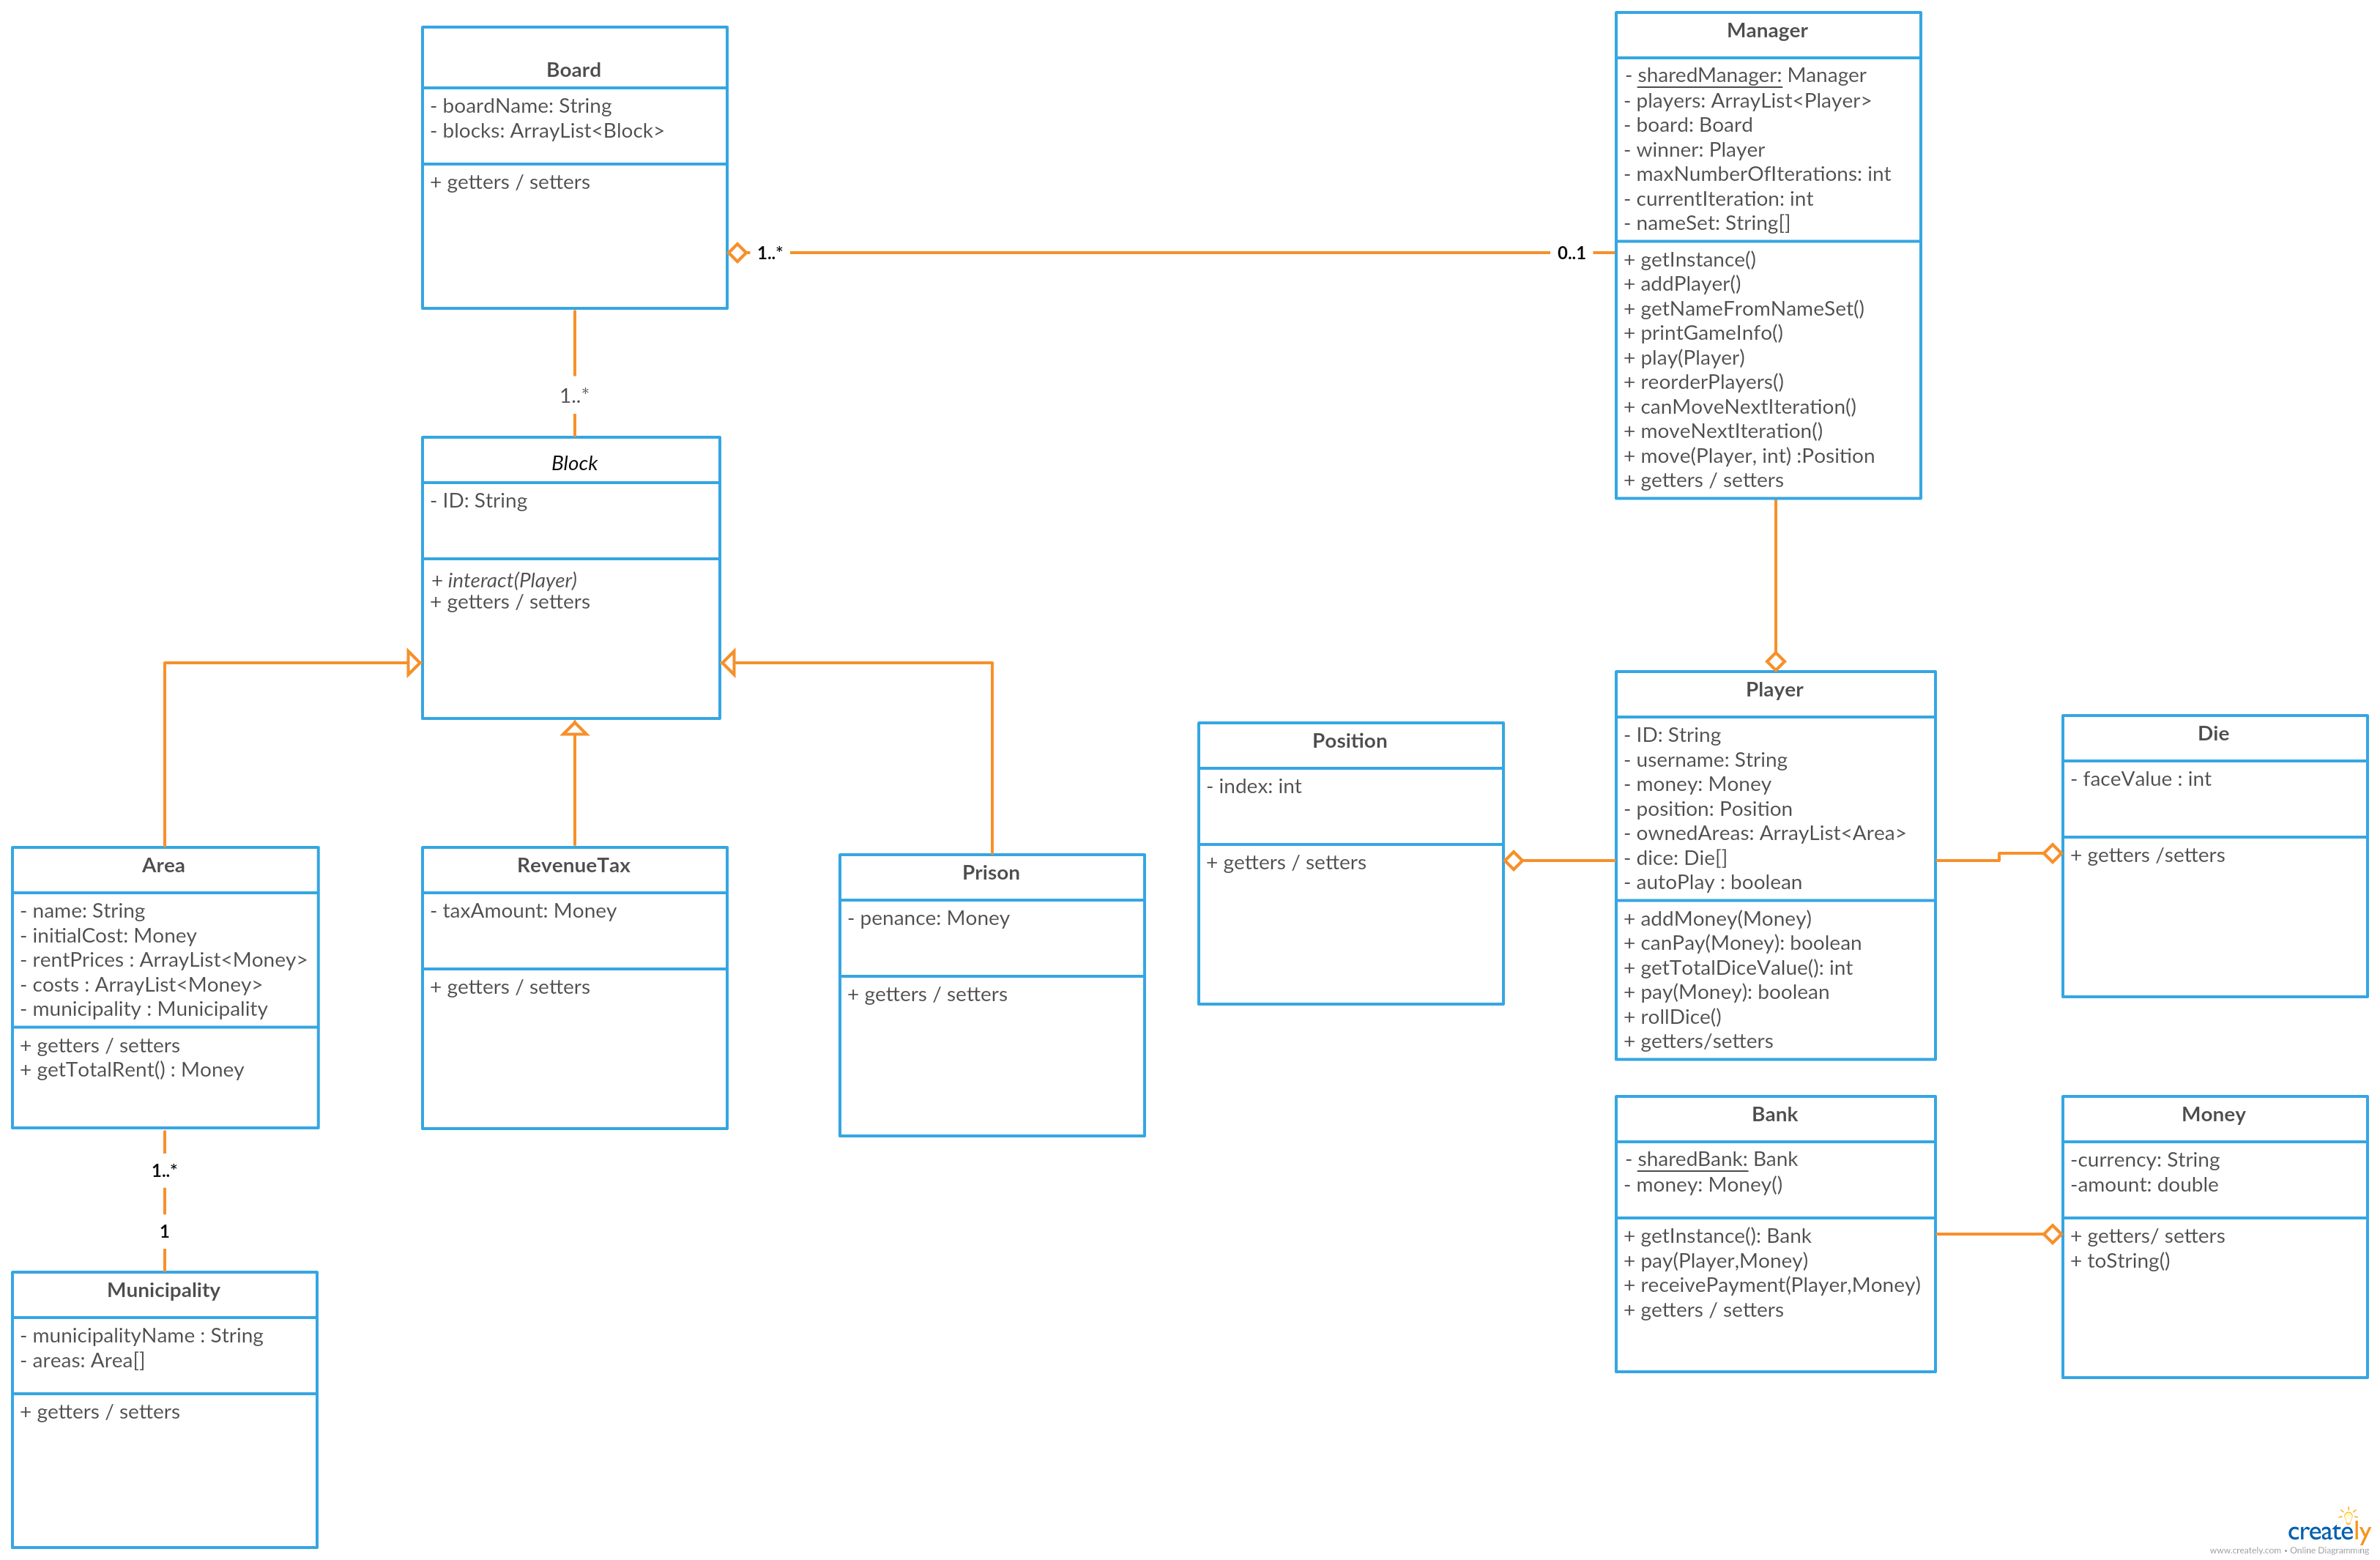 Board
- boardName: String
- blocks: ArrayList<Block>
+ getters / setters
1..*
0..1
Manager
- sharedManager: Manager
- players: ArrayList<Player>
- board: Board
- winner: Player
- maxNumberOfIterations: int
- currentIteration: int
- nameSet: String[]
+ getInstance()
+ addPlayer()
+ getNameFromNameSet()
+ printGameInfo()
+ play(Player)
+ reorderPlayers()
+ canMoveNextIteration()
+ moveNextIteration()
+ move(Player, int) :Position
+ getters / setters
1..*
Block
- ID: String
+ interact(Player)
+ getters / setters
Area
- name: String
- initialCost: Money
- rentPrices : ArrayList<Money>
- costs : ArrayList<Money>
- municipality : Municipality
+ getters / setters
+ getTotalRent() : Money
RevenueTax
- taxAmount: Money
+ getters / setters
Prison
- penance: Money
+ getters / setters
Position
- index: int
+ getters / setters
Player
- ID: String
- username: String
- money: Money
- position: Position
- ownedAreas: ArrayList<Area>
- dice: Die[]
- autoPlay : boolean
+ addMoney(Money)
+ canPay(Money): boolean
+ getTotalDiceValue(): int
+ pay(Money): boolean
+ rollDice()
+ getters/setters
Die
- faceValue : int
+ getters /setters
1..*
1
Municipality
- municipalityName : String
- areas: Area[]
+ getters / setters
Bank
- sharedBank: Bank
- money: Money()
+ getInstance(): Bank
+ pay(Player,Money)
+ receivePayment(Player,Money)
+ getters / setters
Money
-currency: String
-amount: double
+ getters/ setters
+ toString()
creately
www.creately.com • Online Diagramming